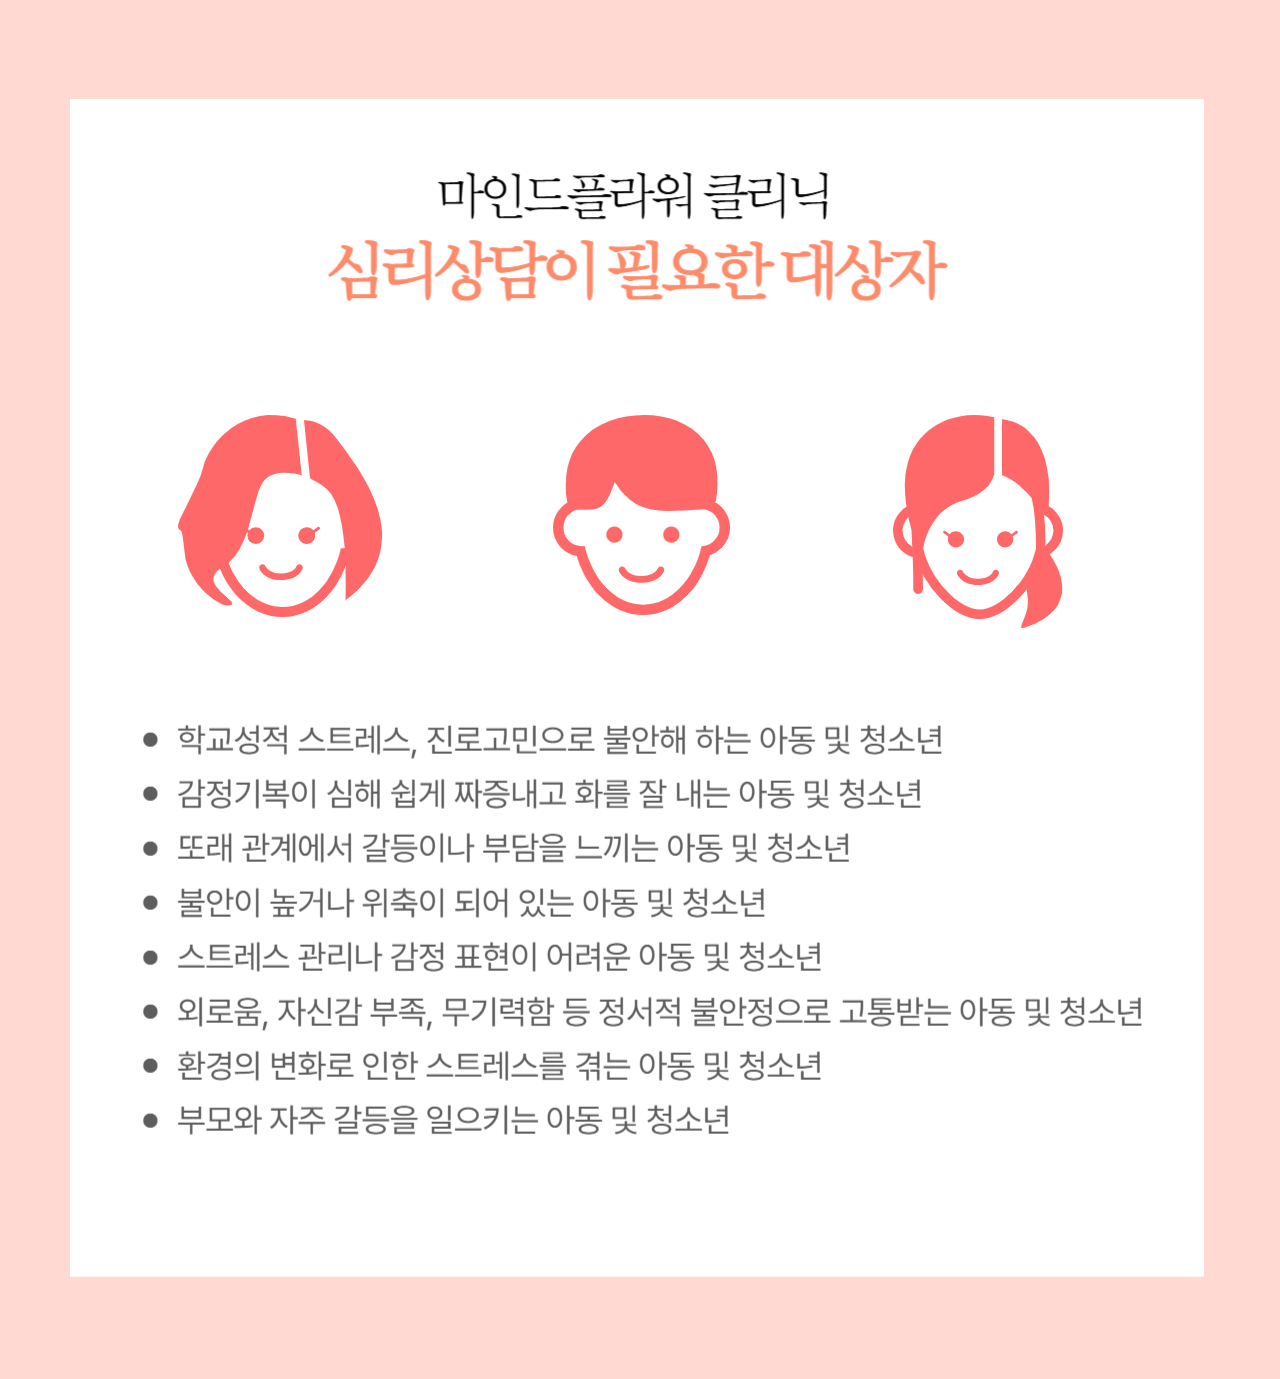 마인드플라워 클리닉
심리상담이 필요한 대상자
● 학교성적 스트레스, 진로고민으로 불안해 하는 아동 및 청소년
● 감정기복이 심해 쉽게 짜증내고 화를 잘 내는 아동 및 청소년
● 또래 관계에서 갈등이나 부담을 느끼는 아동 및 청소년
● 불안이 높거나 위축이 되어 있는 아동 및 청소년
● 스트레스 관리나 감정 표현이 어려운 아동 및 청소년
● 외로움, 자신감 부족, 무기력함 등 정서적 불안정으로 고통받는 아동 및 청소년
● 환경의 변화로 인한 스트레스를 겪는 아동 및 청소년
● 부모와 자주 갈등을 일으키는 아동 및 청소년